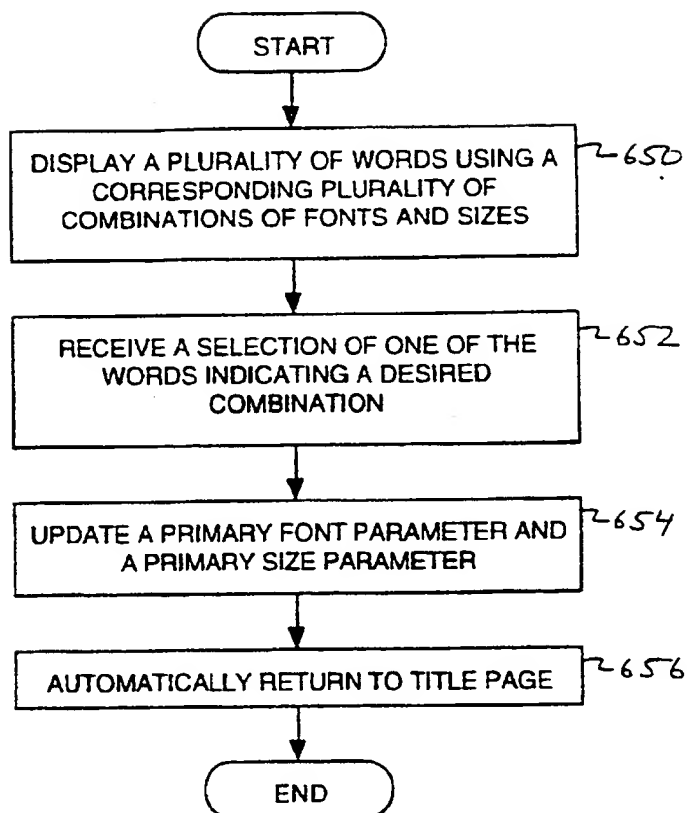 START
DISPLAY A PLURALITY OF WORDS USING A
CORRESPONDING PLURALITY OF
COMBINATIONS OF FONTS AND SIZES
650
RECEIVE A SELECTION OF ONE OF THE
WORDS INDICATING A DESIRED
COMBINATION
652
UPDATE A PRIMARY FONT PARAMETER AND
A PRIMARY SIZE PARAMETER
654
AUTOMATICALLY RETURN TO TITLE PAGE
656
END